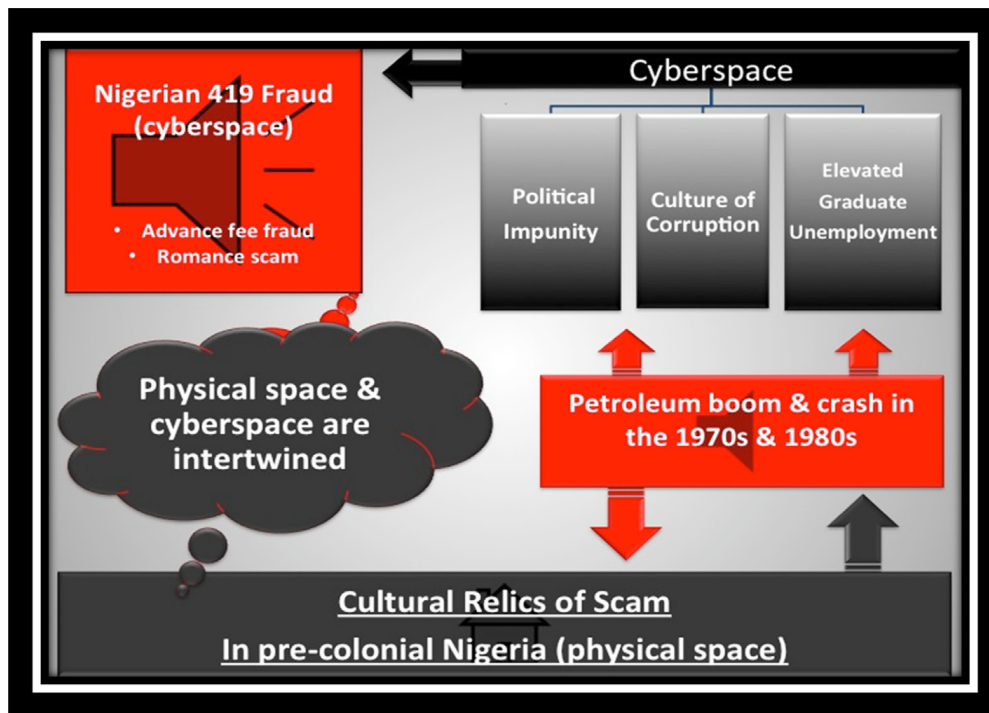 Nigerian 419 Fraud
(cyberspace)
• Advance fee fraud
• Romance scam
Cyberspace
Political
Impunity
Culture of
Corruption
Elevated
Graduate
Unemployment
Physical space &
cyberspace are
intertwined
Petroleum boom & crash in
the 1970s & 1980s
Cultural Relics of Scam
In pre-colonial Nigeria (physical space)